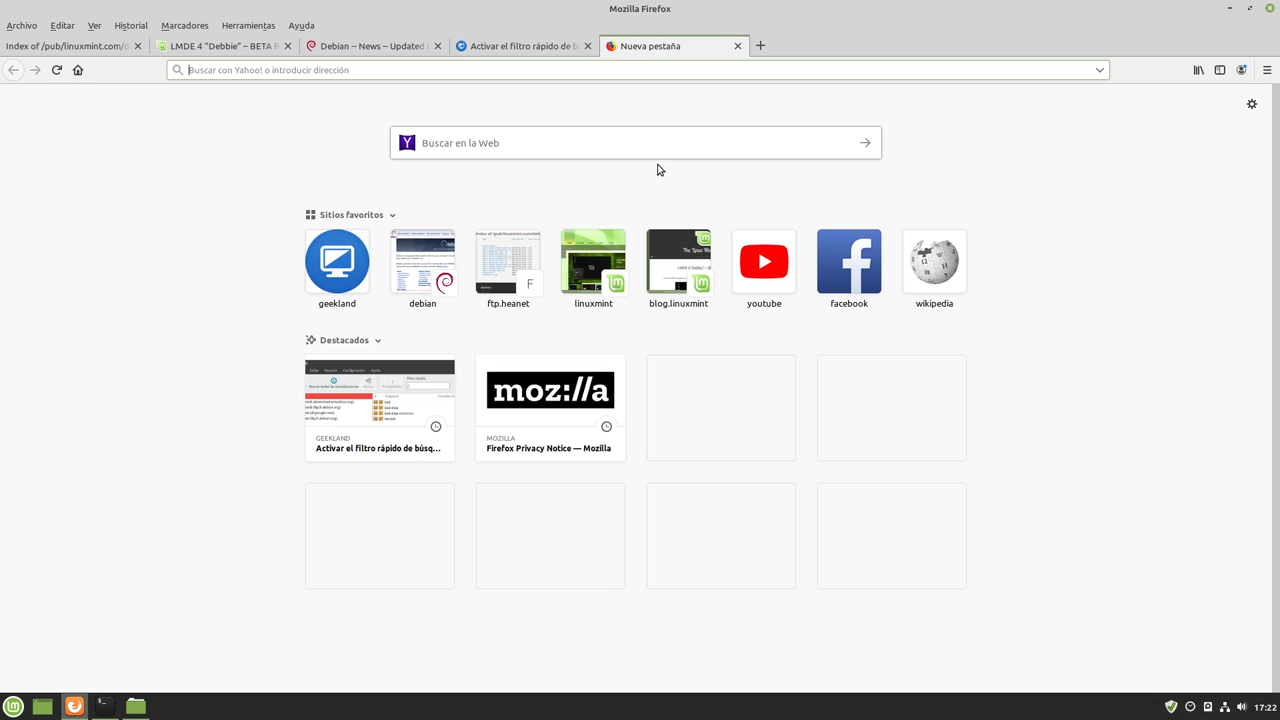 Mozilla Firefox
Archivo Editar Ver Historial Marcadores Herramientas Ayuda
Index of /pub/linuxmint.com/d LMDE 4 "Debbie" – BETA R Debian -- News -- Updated Activar el filtro rápido de b Nueva pestaña
Buscar con Yahoo! o introducir dirección
Buscar en la Web
Sitios favoritos
F
geekland debian ftp.heanet linuxmint blog.linuxmint youtube facebook wikipedia
Destacados
moz://a
GEEKLAND MOZILLA
Activar el filtro rápido de búsq... Firefox Privacy Notice — Mozilla
17:22